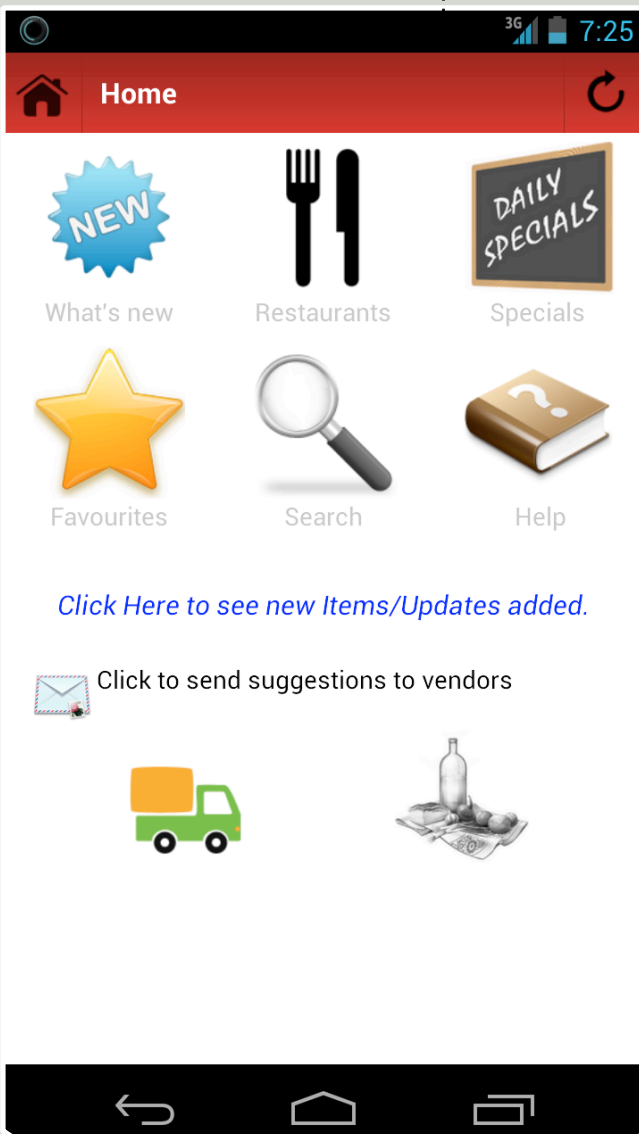 3G 7:25
Home
NEW
DAILY
SPECIALS
What's new Restaurants Specials
?
Favourites Search Help
Click Here to see new Items/Updates added.
Click to send suggestions to vendors